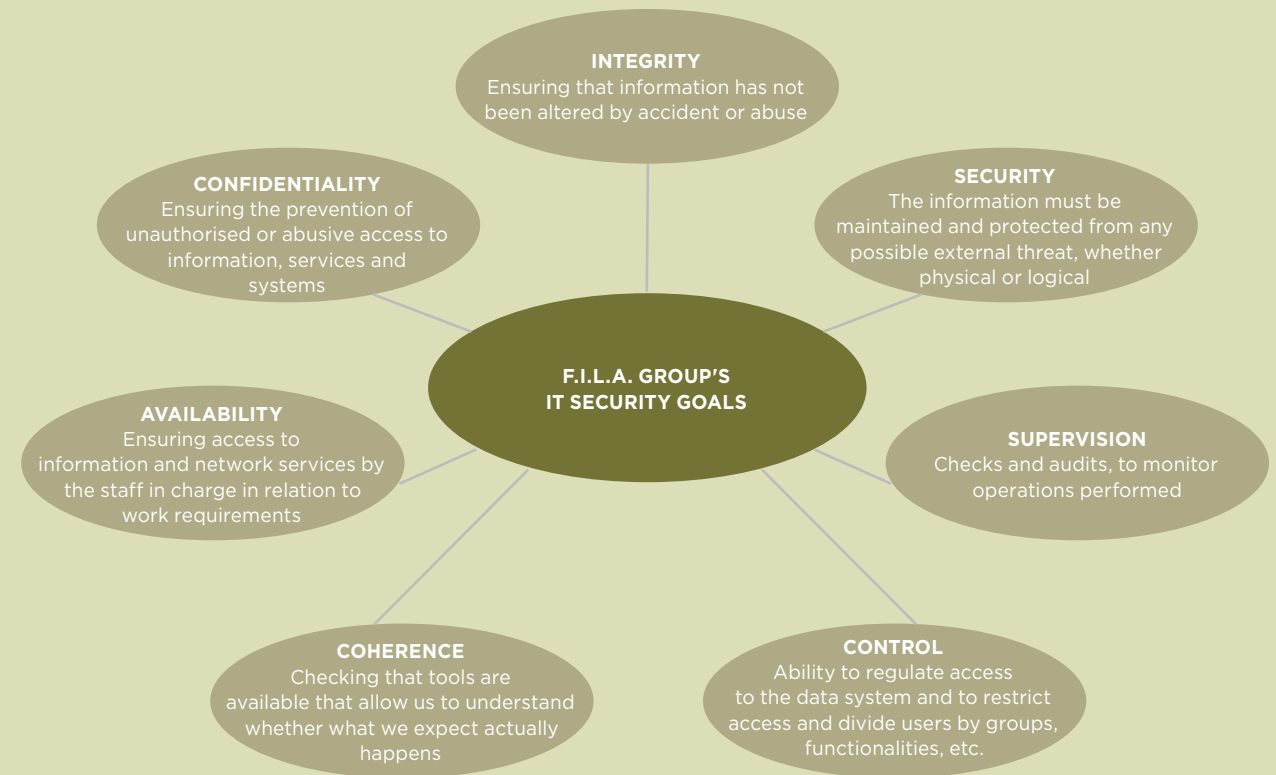 INTEGRITY
Ensuring that information has not
been altered by accident or abuse
CONFIDENTIALITY
Ensuring the prevention of
unauthorised or abusive access to
information, services and
systems
SECURITY
The information must be
maintained and protected from any
possible external threat, whether
physical or logical
F.I.L.A. GROUP'S
IT SECURITY GOALS
AVAILABILITY
Ensuring access to
information and network services by
the staff in charge in relation to
work requirements
SUPERVISION
Checks and audits, to monitor
operations performed
COHERENCE
Checking that tools are
available that allow us to understand
whether what we expect actually
happens
CONTROL
Ability to regulate access
to the data system and to restrict
access and divide users by groups,
functionalities, etc.